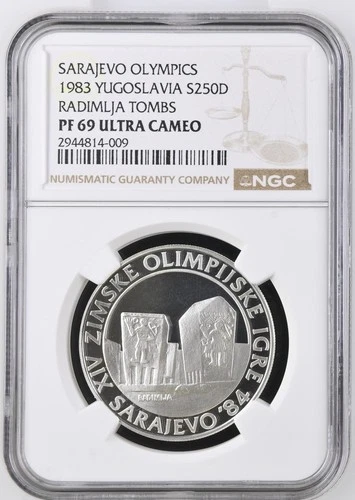 SARAJEVO OLYMPICS
1983 YUGOSLAVIA S250D
RADIMLJA TOMBS
PF 69 ULTRA CAMEO
2944814-009
NUMISMATIC GUARANTY COMPANY NGC
XIV ZIMSKE OLIMPIJSKE IGRE
SARAJEVO '84
RADIMLJA